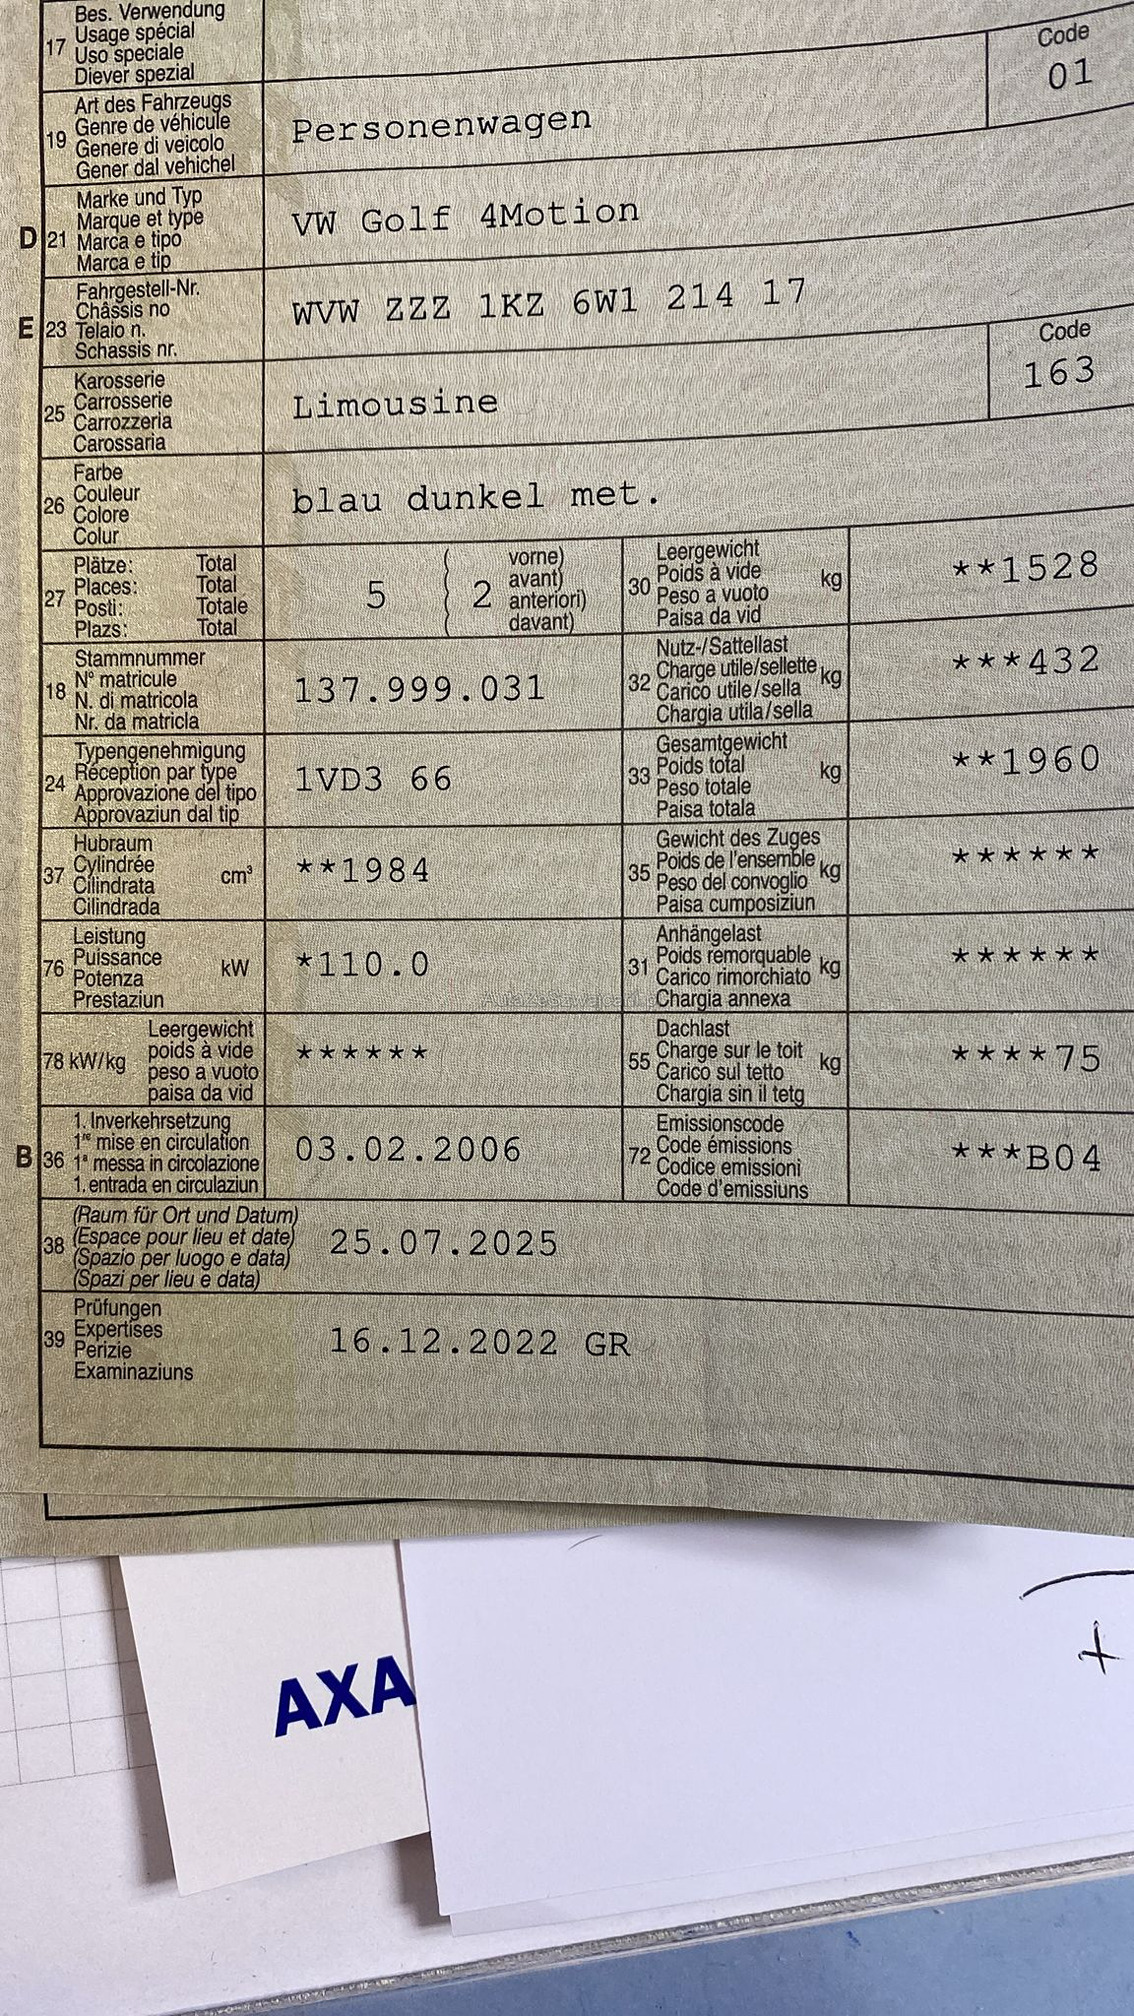 17 Bes. Verwendung
Usage spécial
Uso speciale
Diever spezial
Code
01
19 Art des Fahrzeugs
Genre de véhicule
Genere di veicolo
Gener dal vehichel
Personenwagen
D 21 Marke und Typ
Marque et type
Marca e tipo
Marca e tip
VW Golf 4Motion
E 23 Fahrgestell-Nr.
Châssis no
Telaio n.
Schassis nr.
WVW ZZZ 1KZ 6W1 214 17
25 Karosserie
Carrosserie
Carrozzeria
Carossaria
Limousine
Code
163
26 Farbe
Couleur
Colore
Colur
blau dunkel met.
27 Plätze: Total
Places: Total
Posti: Totale
Plazs: Total
5 ( 2 vorne)
avant)
anteriori)
davant)
30 Leergewicht
Poids à vide
Peso a vuoto
Paisa da vid
kg
**1528
18 Stammnummer
N° matricule
N. di matricola
Nr. da matricla
137.999.031
32 Nutz-/Sattellast
Charge utile/sellette
Carico utile/sella
Chargia utila/sella
kg
***432
24 Typengenehmigung
Réception par type
Approvazione del tipo
Approvaziun dal tip
1VD3 66
33 Gesamtgewicht
Poids total
Peso totale
Paisa totala
kg
**1960
37 Hubraum
Cylindrée
Cilindrata
Cilindrada
cm³
**1984
35 Gewicht des Zuges
Poids de l'ensemble
Peso del convoglio
Paisa cumposiziun
kg
******
76 Leistung
Puissance
Potenza
Prestaziun
kW
*110.0
31 Anhängelast
Poids remorquable
Carico rimorchiato
Chargia annexa
kg
******
78 kW/kg Leergewicht
poids à vide
peso a vuoto
paisa da vid
******
55 Dachlast
Charge sur le toit
Carico sul tetto
Chargia sin il tetg
kg
****75
B 36 1. Inverkehrsetzung
1re mise en circulation
1a messa in circolazione
1. entrada en circulaziun
03.02.2006
72 Emissionscode
Code émissions
Codice emissioni
Code d'emissiuns
***B04
38 (Raum für Ort und Datum)
(Espace pour lieu et date)
(Spazio per luogo e data)
(Spazi per lieu e data)
25.07.2025
39 Prüfungen
Expertises
Perizie
Examinaziuns
16.12.2022 GR
AXA
+